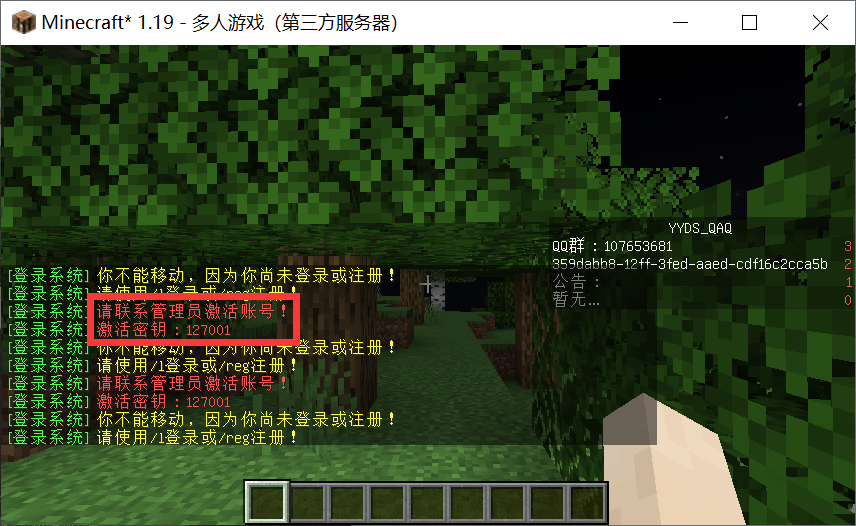 Minecraft* 1.19 - 多人游戏（第三方服务器）
YYDS_QAQ
QQ群：107653681 3
359dabb8-12ff-3fed-aaed-cdf16c2cca5b 2
公告： 1
暂无... 0
[登录系统] 你不能移动，因为你尚未登录或注册！
[登录系统] 请使用/l登录或/reg注册！
[登录系统] 请联系管理员激活账号！
[登录系统] 激活密钥：127001
[登录系统] 你不能移动，因为你尚未登录或注册！
[登录系统] 请使用/l登录或/reg注册！
[登录系统] 请联系管理员激活账号！
[登录系统] 激活密钥：127001
[登录系统] 你不能移动，因为你尚未登录或注册！
[登录系统] 请使用/l登录或/reg注册！